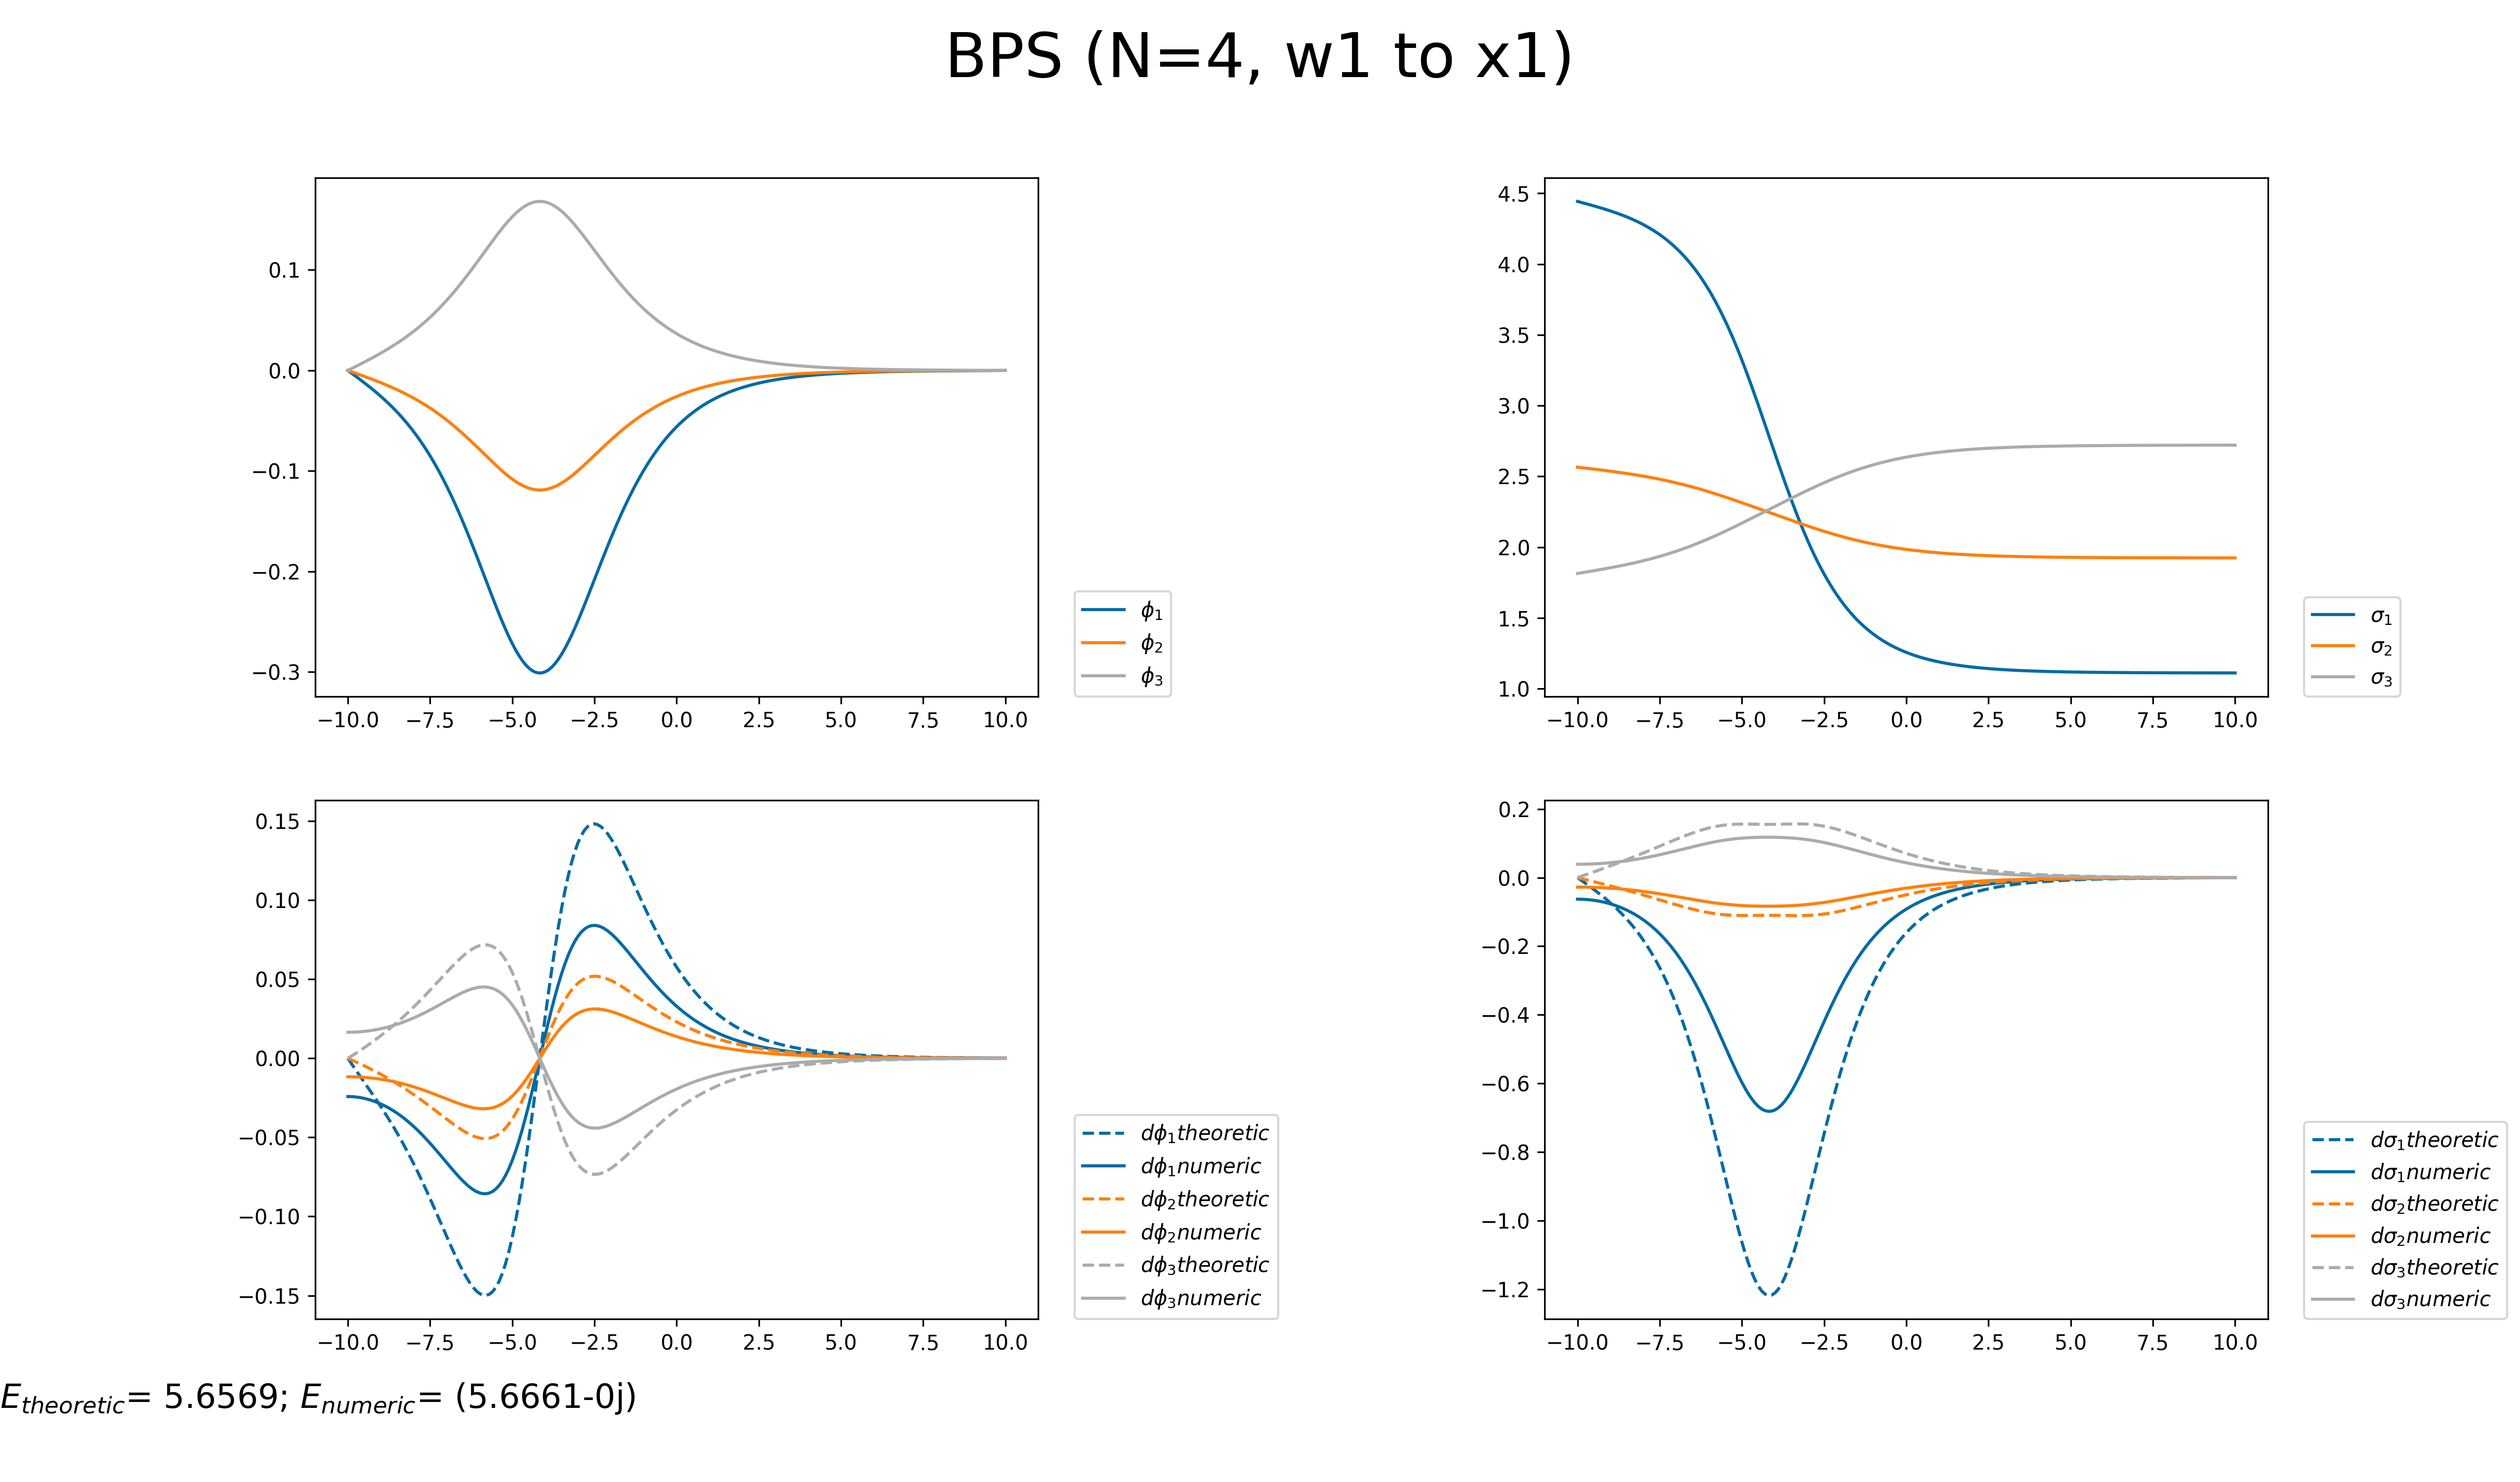 BPS (N=4, w1 to x1)
0.1
0.0
−0.1
−0.2
−0.3
−10.0 −7.5 −5.0 −2.5 0.0 2.5 5.0 7.5 10.0
ϕ1
ϕ2
ϕ3
4.5
4.0
3.5
3.0
2.5
2.0
1.5
1.0
−10.0 −7.5 −5.0 −2.5 0.0 2.5 5.0 7.5 10.0
σ1
σ2
σ3
0.15
0.10
0.05
0.00
−0.05
−0.10
−0.15
−10.0 −7.5 −5.0 −2.5 0.0 2.5 5.0 7.5 10.0
dϕ1theoretic
dϕ1numeric
dϕ2theoretic
dϕ2numeric
dϕ3theoretic
dϕ3numeric
0.2
0.0
−0.2
−0.4
−0.6
−0.8
−1.0
−1.2
−10.0 −7.5 −5.0 −2.5 0.0 2.5 5.0 7.5 10.0
dσ1theoretic
dσ1numeric
dσ2theoretic
dσ2numeric
dσ3theoretic
dσ3numeric
Etheoretic= 5.6569; Enumeric= (5.6661-0j)